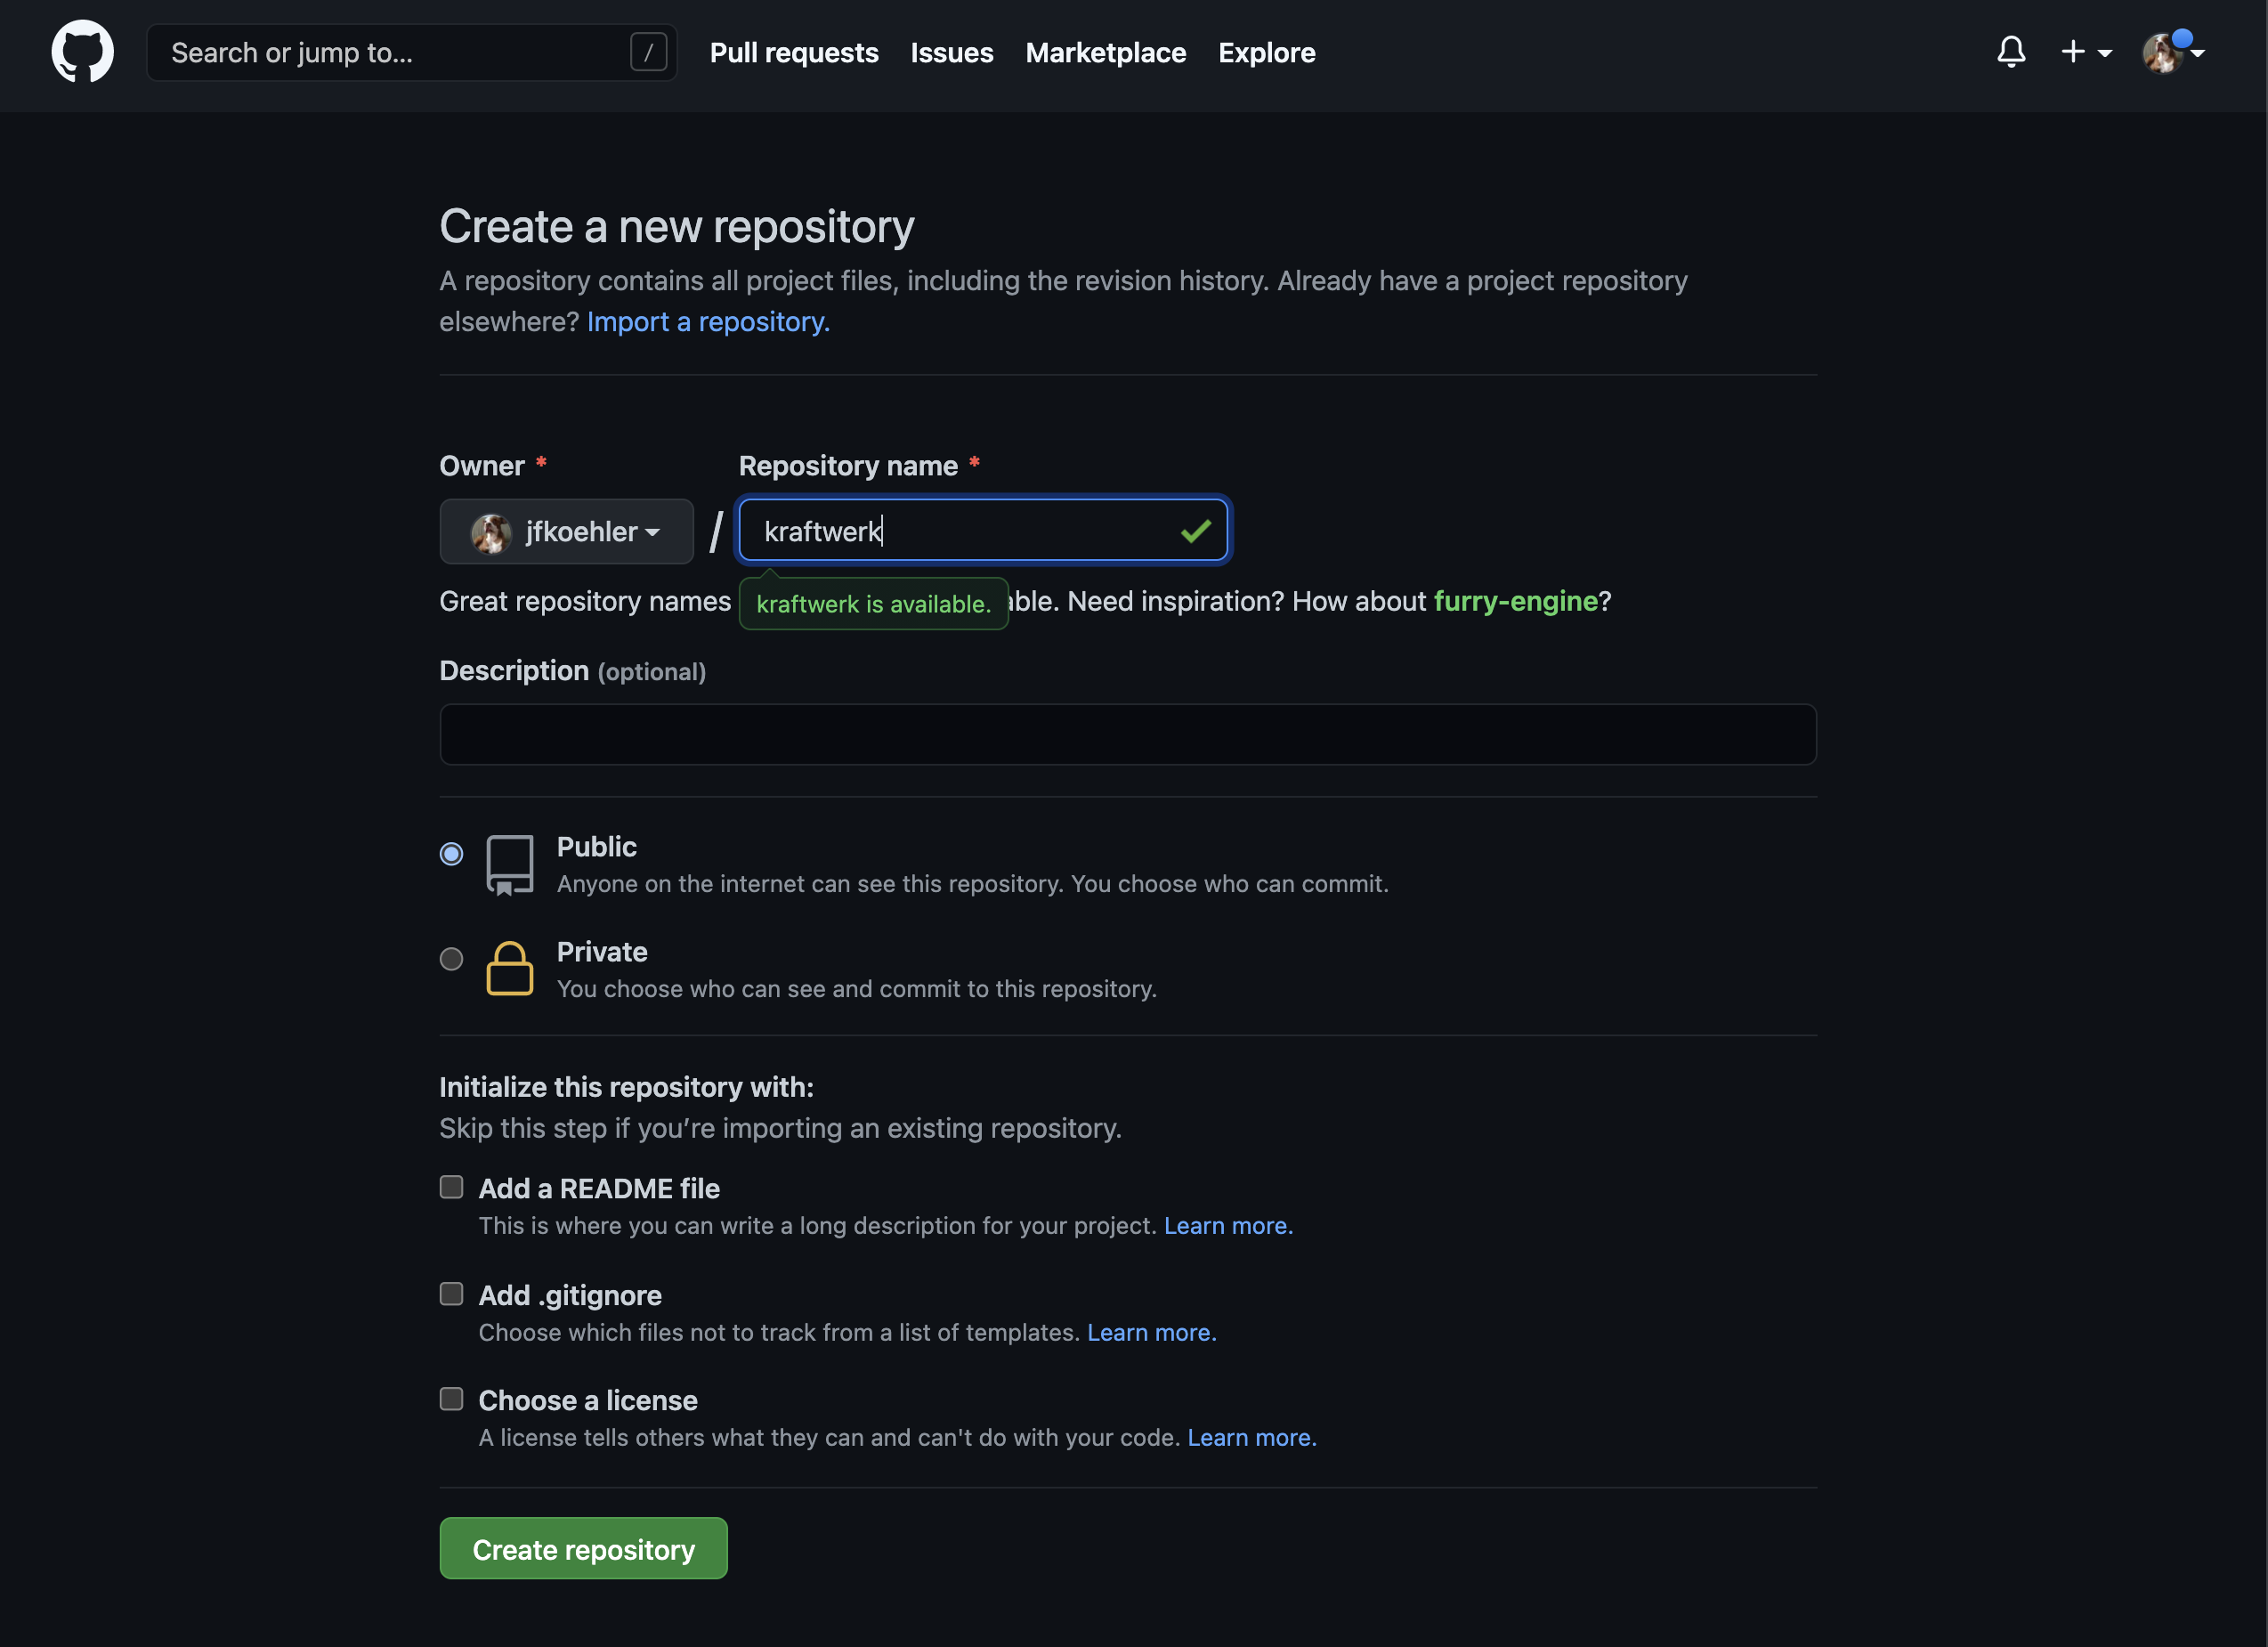 Search or jump to... /
Pull requests Issues Marketplace Explore
Create a new repository
A repository contains all project files, including the revision history. Already have a project repository
elsewhere? Import a repository.
Owner * Repository name *
jfkoehler / kraftwerk
Great repository names able. Need inspiration? How about furry-engine?
kraftwerk is available.
Description (optional)
Public
Anyone on the internet can see this repository. You choose who can commit.
Private
You choose who can see and commit to this repository.
Initialize this repository with:
Skip this step if you’re importing an existing repository.
Add a README file
This is where you can write a long description for your project. Learn more.
Add .gitignore
Choose which files not to track from a list of templates. Learn more.
Choose a license
A license tells others what they can and can't do with your code. Learn more.
Create repository